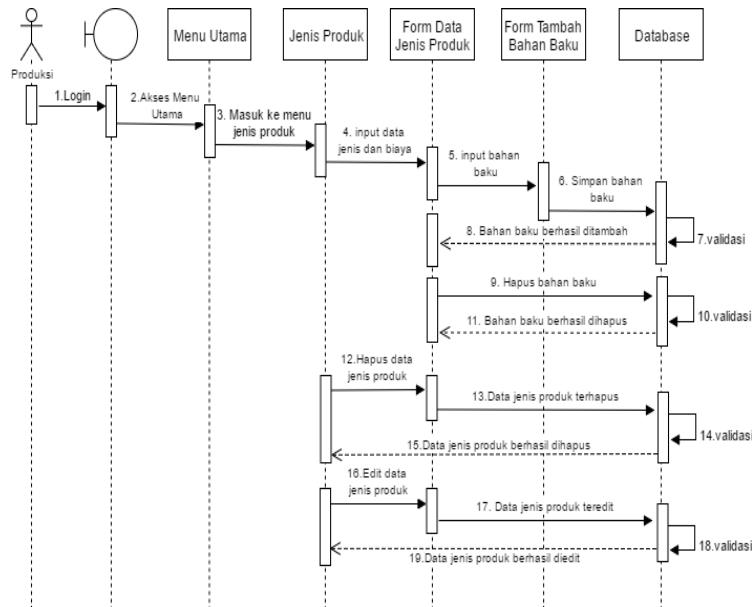 Menu Utama
Jenis Produk
Form Data
Jenis Produk
Form Tambah
Bahan Baku
Database
Produksi
1.Login
2.Akses Menu
Utama
3. Masuk ke menu
jenis produk
4. input data
jenis dan biaya
5. input bahan
baku
6. Simpan bahan
baku
7.validasi
8. Bahan baku berhasil ditambah
9. Hapus bahan baku
10.validasi
11. Bahan baku berhasil dihapus
12.Hapus data
jenis produk
13.Data jenis produk terhapus
14.validasi
15.Data jenis produk berhasil dihapus
16.Edit data
jenis produk
17. Data jenis produk teredit
18.validasi
19.Data jenis produk berhasil diedit